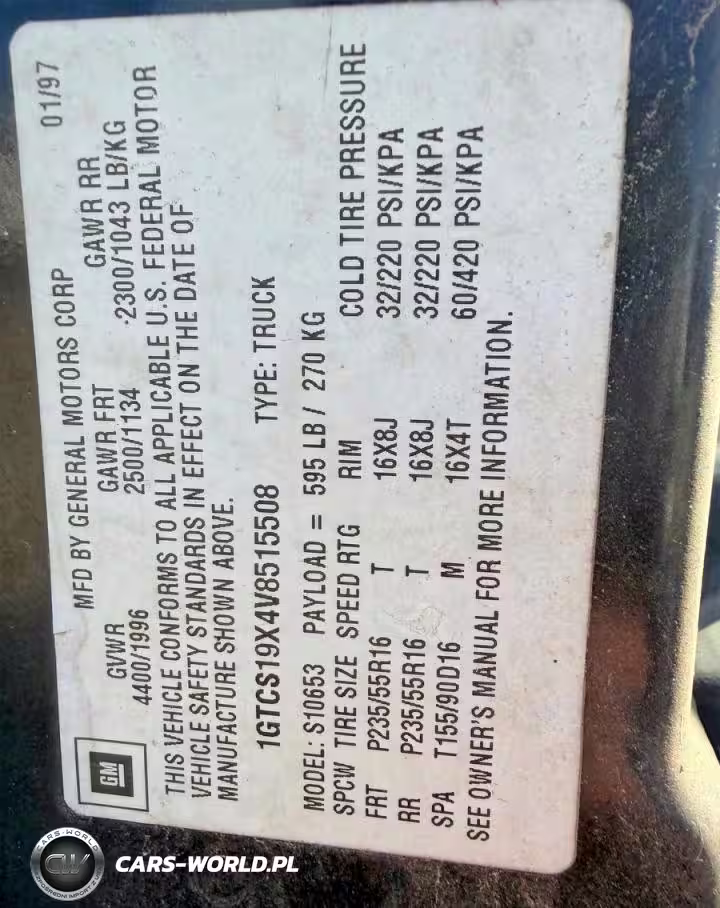 MFD BY GENERAL MOTORS CORP 01/97
GVWR GAWR FRT GAWR RR
4400/1996 2500/1134 2300/1043 LB/KG
THIS VEHICLE CONFORMS TO ALL APPLICABLE U.S. FEDERAL MOTOR
VEHICLE SAFETY STANDARDS IN EFFECT ON THE DATE OF
MANUFACTURE SHOWN ABOVE.
1GTCS19X4V8515508 TYPE: TRUCK
MODEL: S10653 PAYLOAD = 595 LB / 270 KG
SPCW TIRE SIZE SPEED RTG RIM COLD TIRE PRESSURE
FRT P235/55R16 T 16X8J 32/220 PSI/KPA
RR P235/55R16 T 16X8J 32/220 PSI/KPA
SPA T155/90D16 M 16X4T 60/420 PSI/KPA
SEE OWNER'S MANUAL FOR MORE INFORMATION.
GM
CARS-WORLD
CW
CARS-WORLD.PL